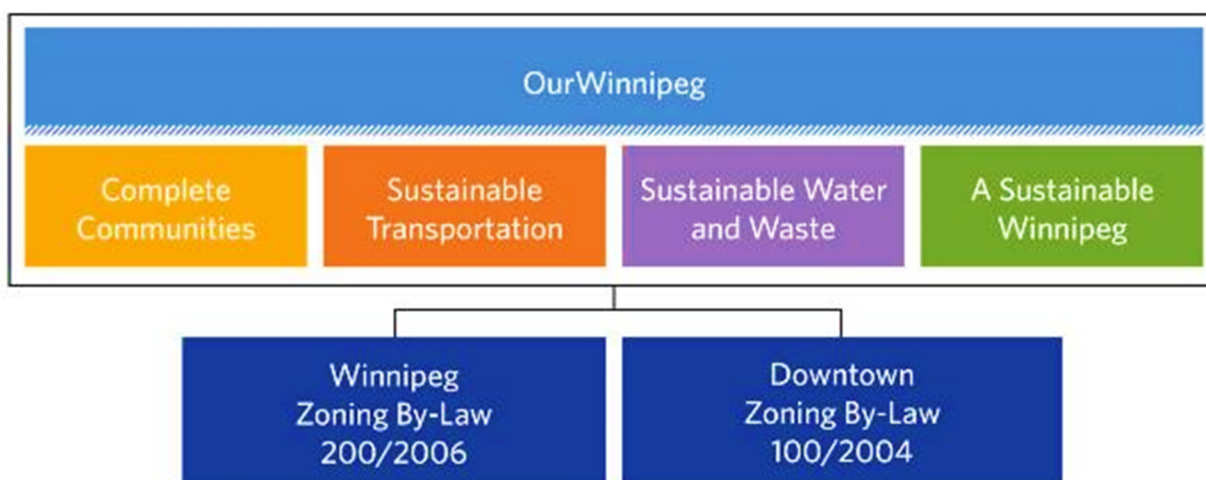 OurWinnipeg
Complete
Communities
Sustainable
Transportation
Sustainable Water
and Waste
A Sustainable
Winnipeg
Winnipeg
Zoning By-Law
200/2006
Downtown
Zoning By-Law
100/2004